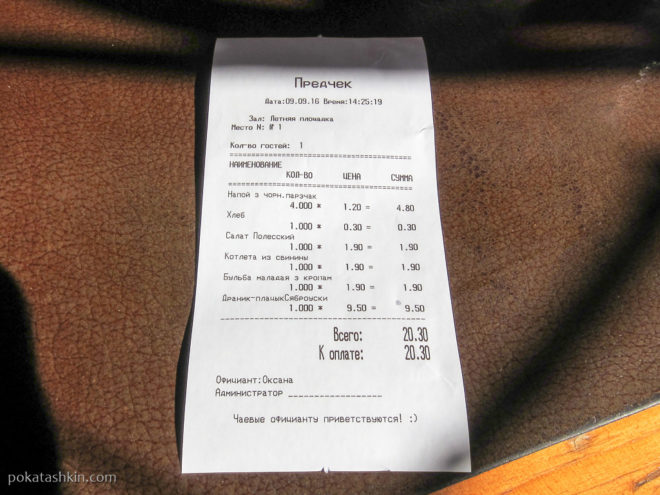 Предчек
Дата:09.09.16 Время:14:25:19
Зал: Летняя площадка
Место N: # 1
Кол-во гостей: 1
НАИМЕНОВАНИЕ
КОЛ-ВО ЦЕНА СУММА
Напой з чорн.парэчак
4.000 * 1.20 = 4.80
Хлеб
1.000 * 0.30 = 0.30
Салат Полесский
1.000 * 1.90 = 1.90
Котлета из свинины
1.000 * 1.90 = 1.90
Бульба маладая з кропам
1.000 * 1.90 = 1.90
Драник-плацыкСяброуски
1.000 * 9.50 = 9.50
Всего: 20.30
К оплате: 20.30
Официант:Оксана
Администратор
Чаевые официанту приветствуются! :)
pokatashkin.com